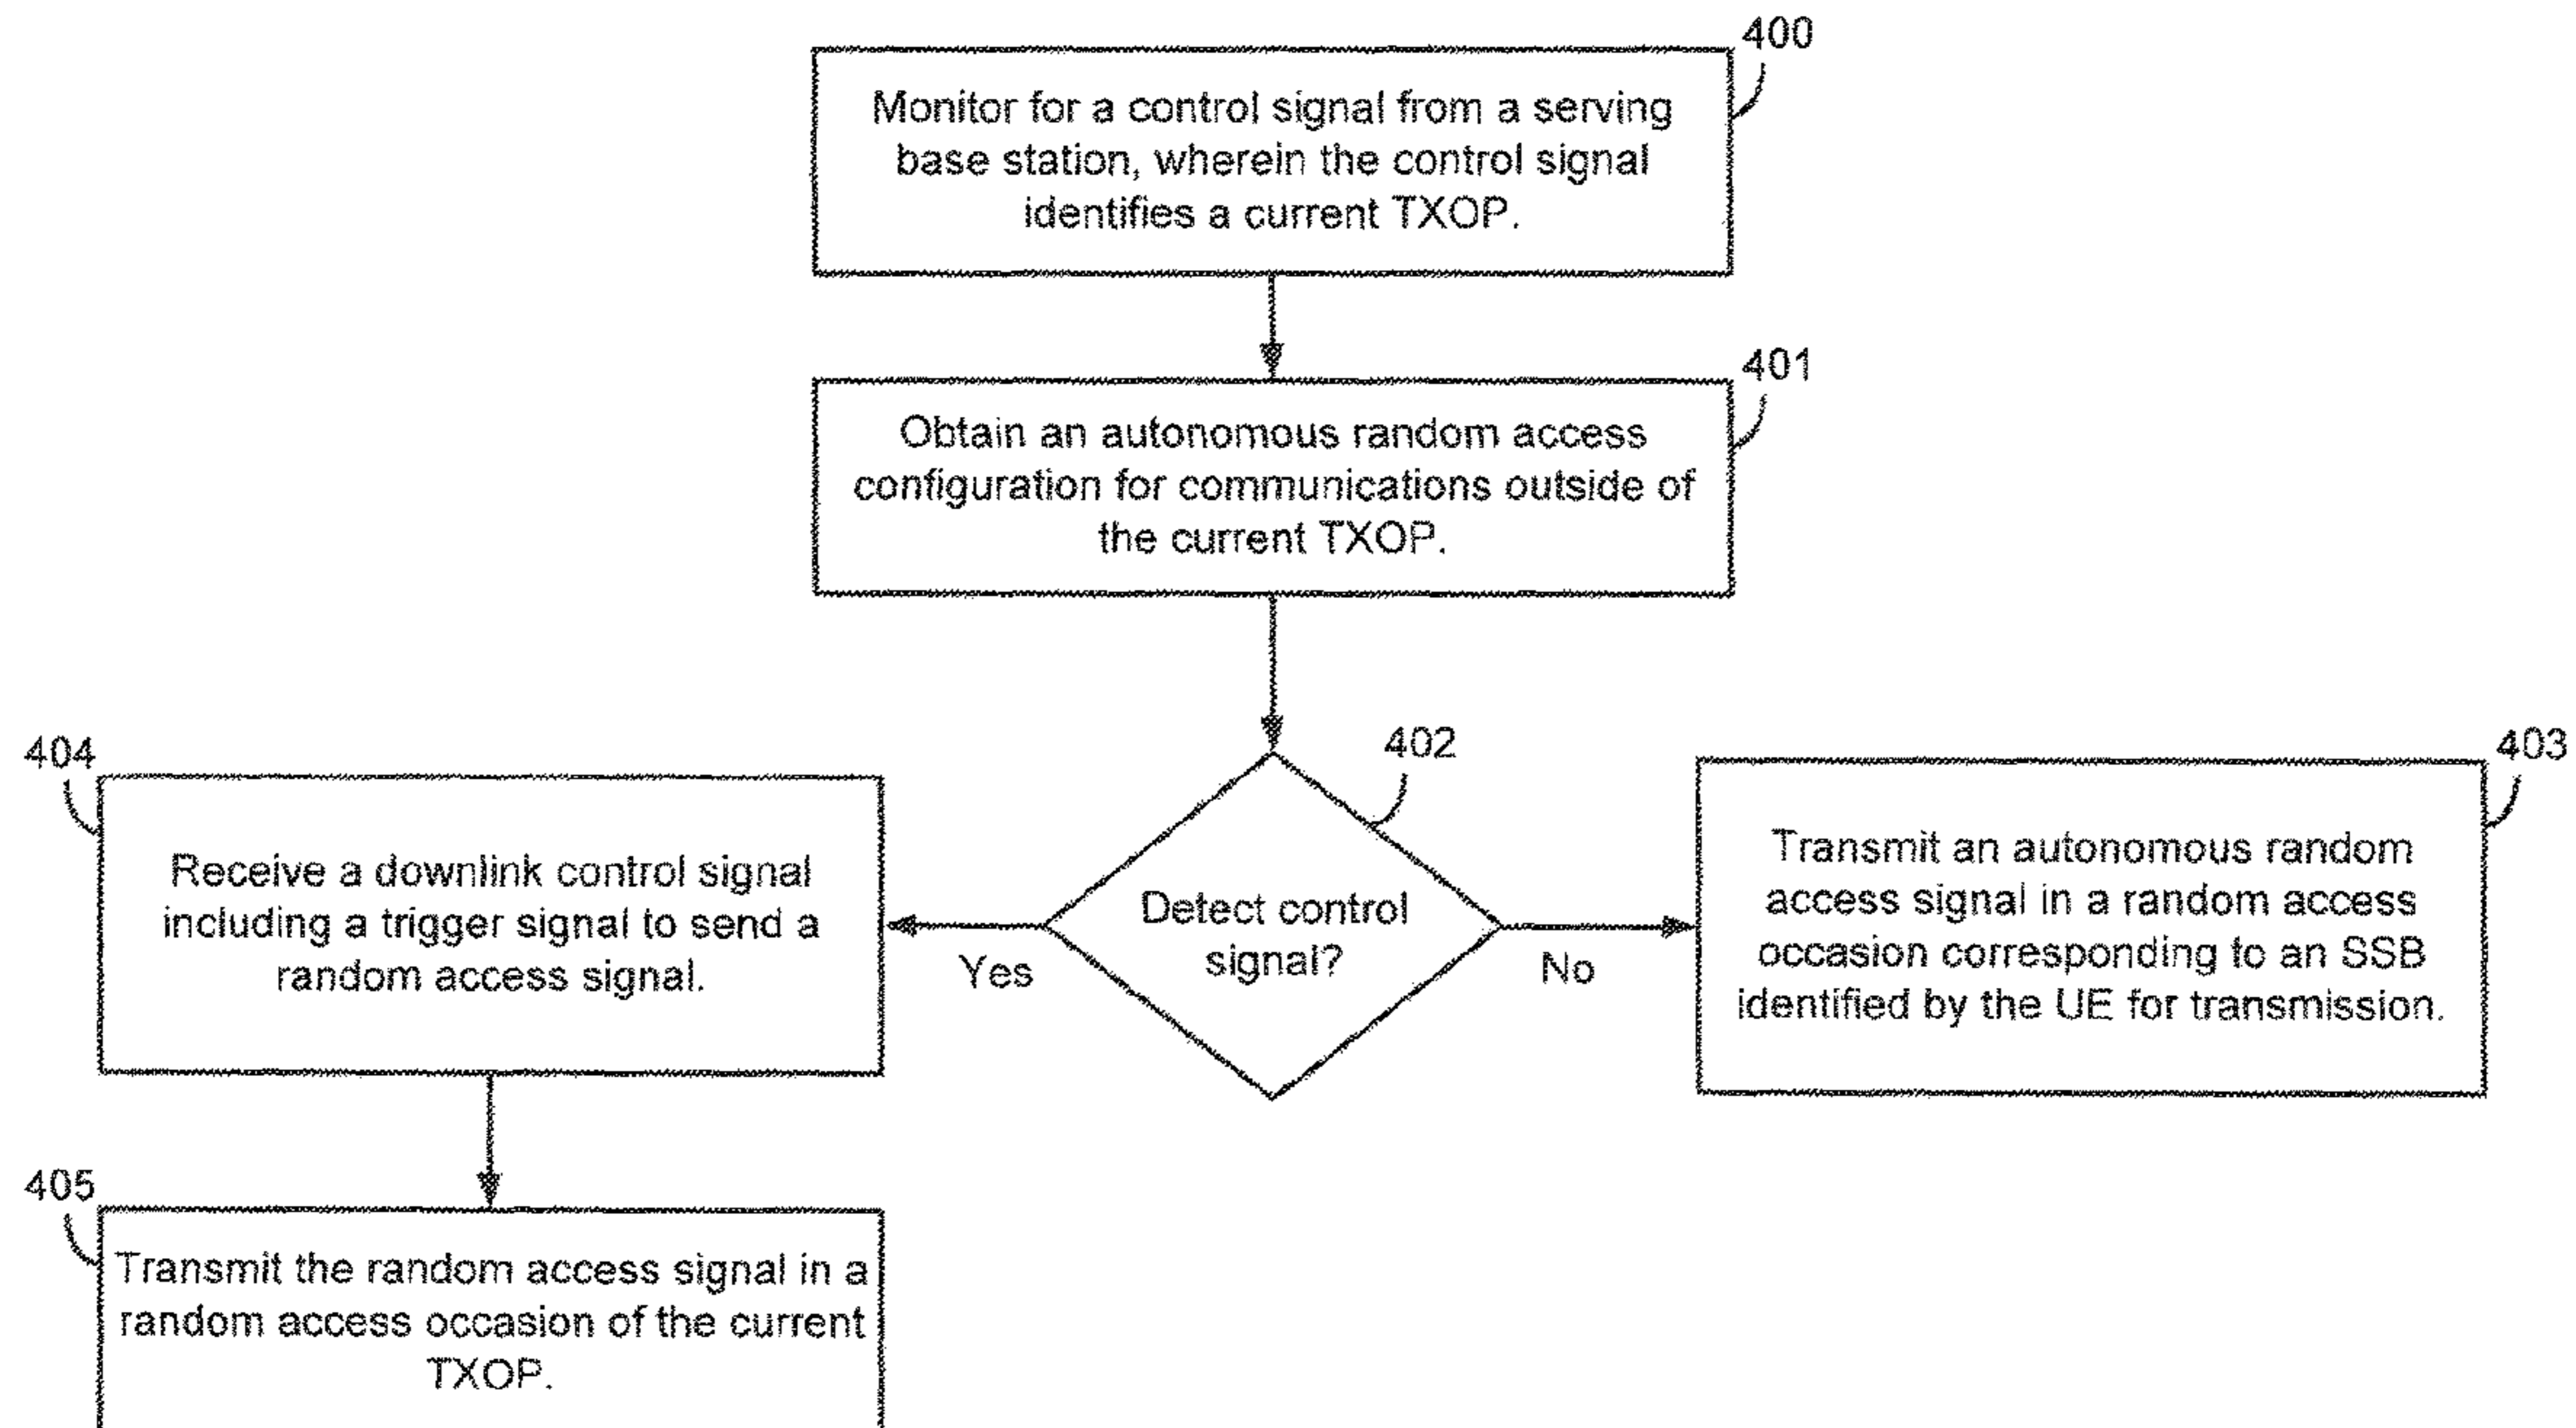 400
Monitor for a control signal from a serving
base station, wherein the control signal
identifies a current TXOP.
401
Obtain an autonomous random access
configuration for communications outside of
the current TXOP.
402
Detect control
signal?
Yes
No
403
Transmit an autonomous random
access signal in a random access
occasion corresponding to an SSB
identified by the UE for transmission.
404
Receive a downlink control signal
including a trigger signal to send a
random access signal.
405
Transmit the random access signal in a
random access occasion of the current
TXOP.